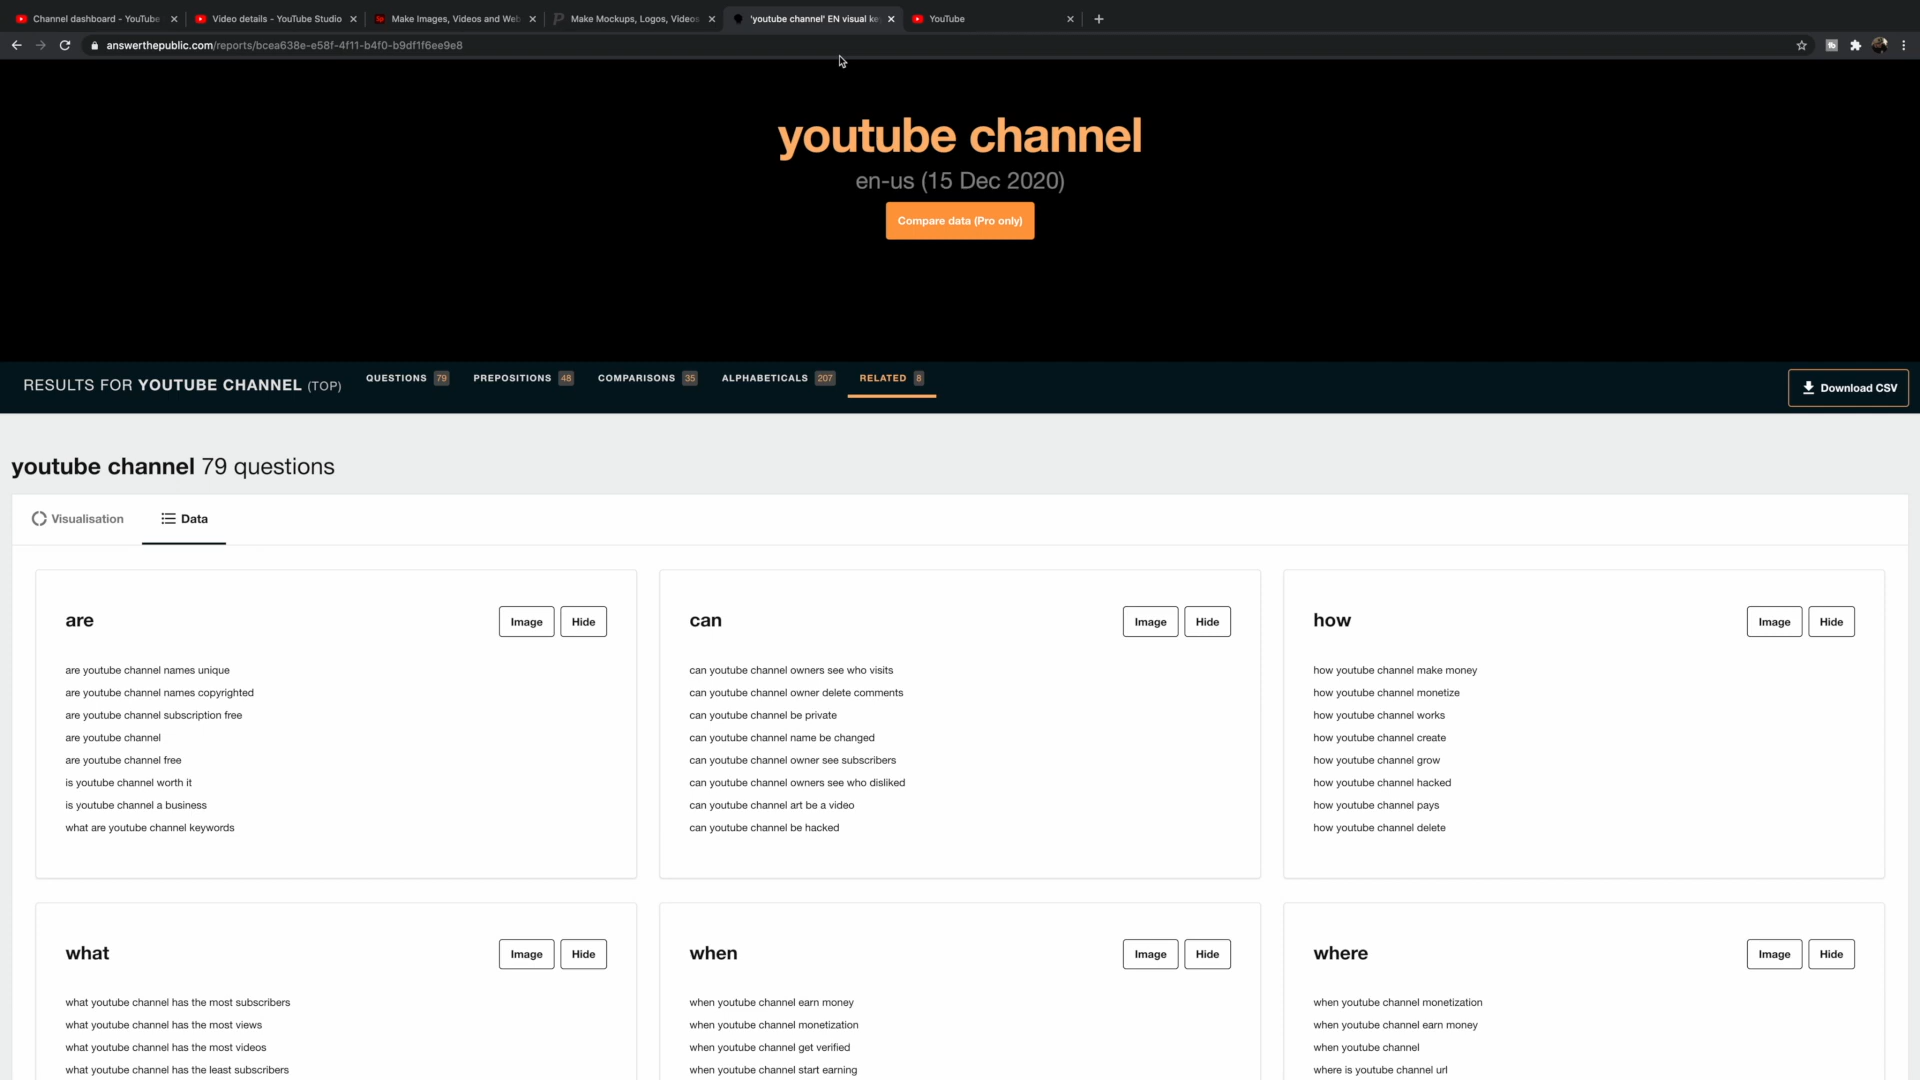 Channel dashboard - YouTube
Video details - YouTube Studio
Make Images, Videos and Web
Make Mockups, Logos, Videos
'youtube channel' EN visual ke
YouTube
answerthepublic.com/reports/bcea638e-e58f-4f11-b4f0-b9df1f6ee9e8
youtube channel
en-us (15 Dec 2020)
Compare data (Pro only)
RESULTS FOR YOUTUBE CHANNEL (TOP)
QUESTIONS 79
PREPOSITIONS 48
COMPARISONS 35
ALPHABETICALS 207
RELATED 8
Download CSV
youtube channel 79 questions
Visualisation
Data
are
Image
Hide
are youtube channel names unique
are youtube channel names copyrighted
are youtube channel subscription free
are youtube channel
are youtube channel free
is youtube channel worth it
is youtube channel a business
what are youtube channel keywords
can
Image
Hide
can youtube channel owners see who visits
can youtube channel owner delete comments
can youtube channel be private
can youtube channel name be changed
can youtube channel owner see subscribers
can youtube channel owners see who disliked
can youtube channel art be a video
can youtube channel be hacked
how
Image
Hide
how youtube channel make money
how youtube channel monetize
how youtube channel works
how youtube channel create
how youtube channel grow
how youtube channel hacked
how youtube channel pays
how youtube channel delete
what
Image
Hide
what youtube channel has the most subscribers
what youtube channel has the most views
what youtube channel has the most videos
what youtube channel has the least subscribers
when
Image
Hide
when youtube channel earn money
when youtube channel monetization
when youtube channel get verified
when youtube channel start earning
where
Image
Hide
when youtube channel monetization
when youtube channel earn money
when youtube channel
where is youtube channel url